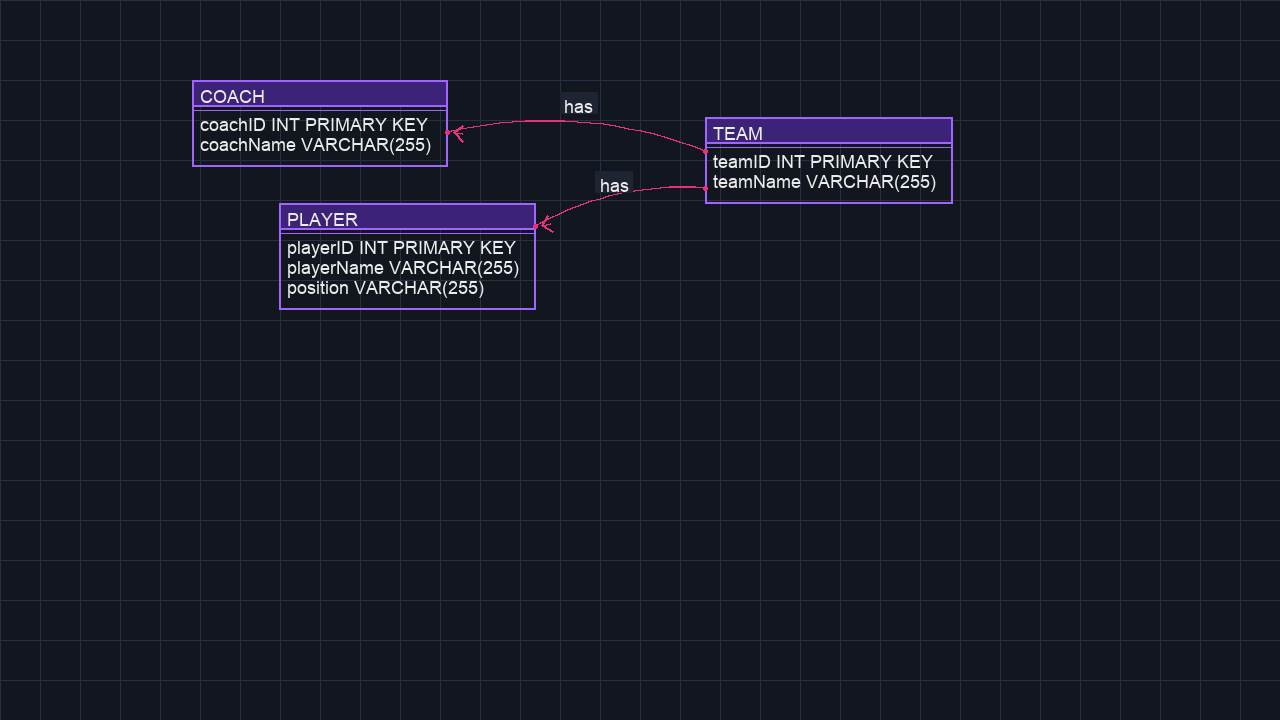 COACH
coachID INT PRIMARY KEY
coachName VARCHAR(255)
has
TEAM
teamID INT PRIMARY KEY
teamName VARCHAR(255)
has
PLAYER
playerID INT PRIMARY KEY
playerName VARCHAR(255)
position VARCHAR(255)